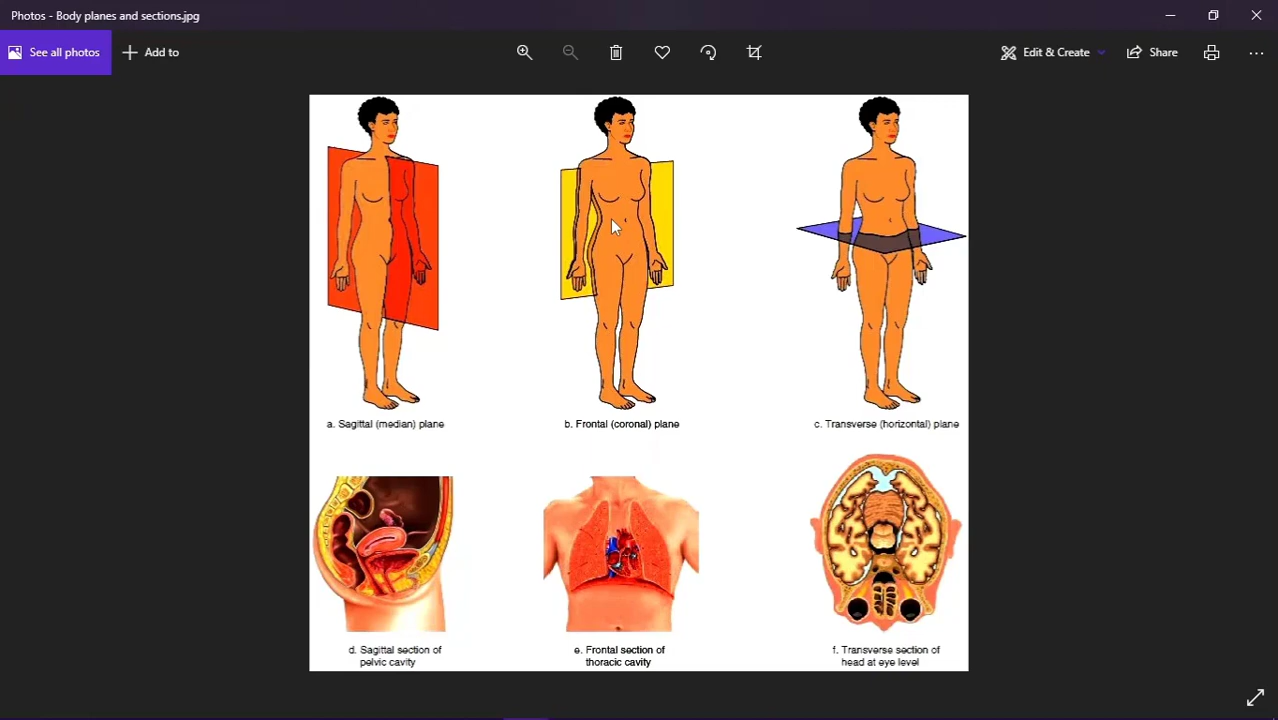 Photos - Body planes and sections.jpg
See all photos
Add to
Edit & Create
Share
a. Sagittal (median) plane
b. Frontal (coronal) plane
c. Transverse (horizontal) plane
d. Sagittal section of
pelvic cavity
e. Frontal section of
thoracic cavity
f. Transverse section of
head at eye level